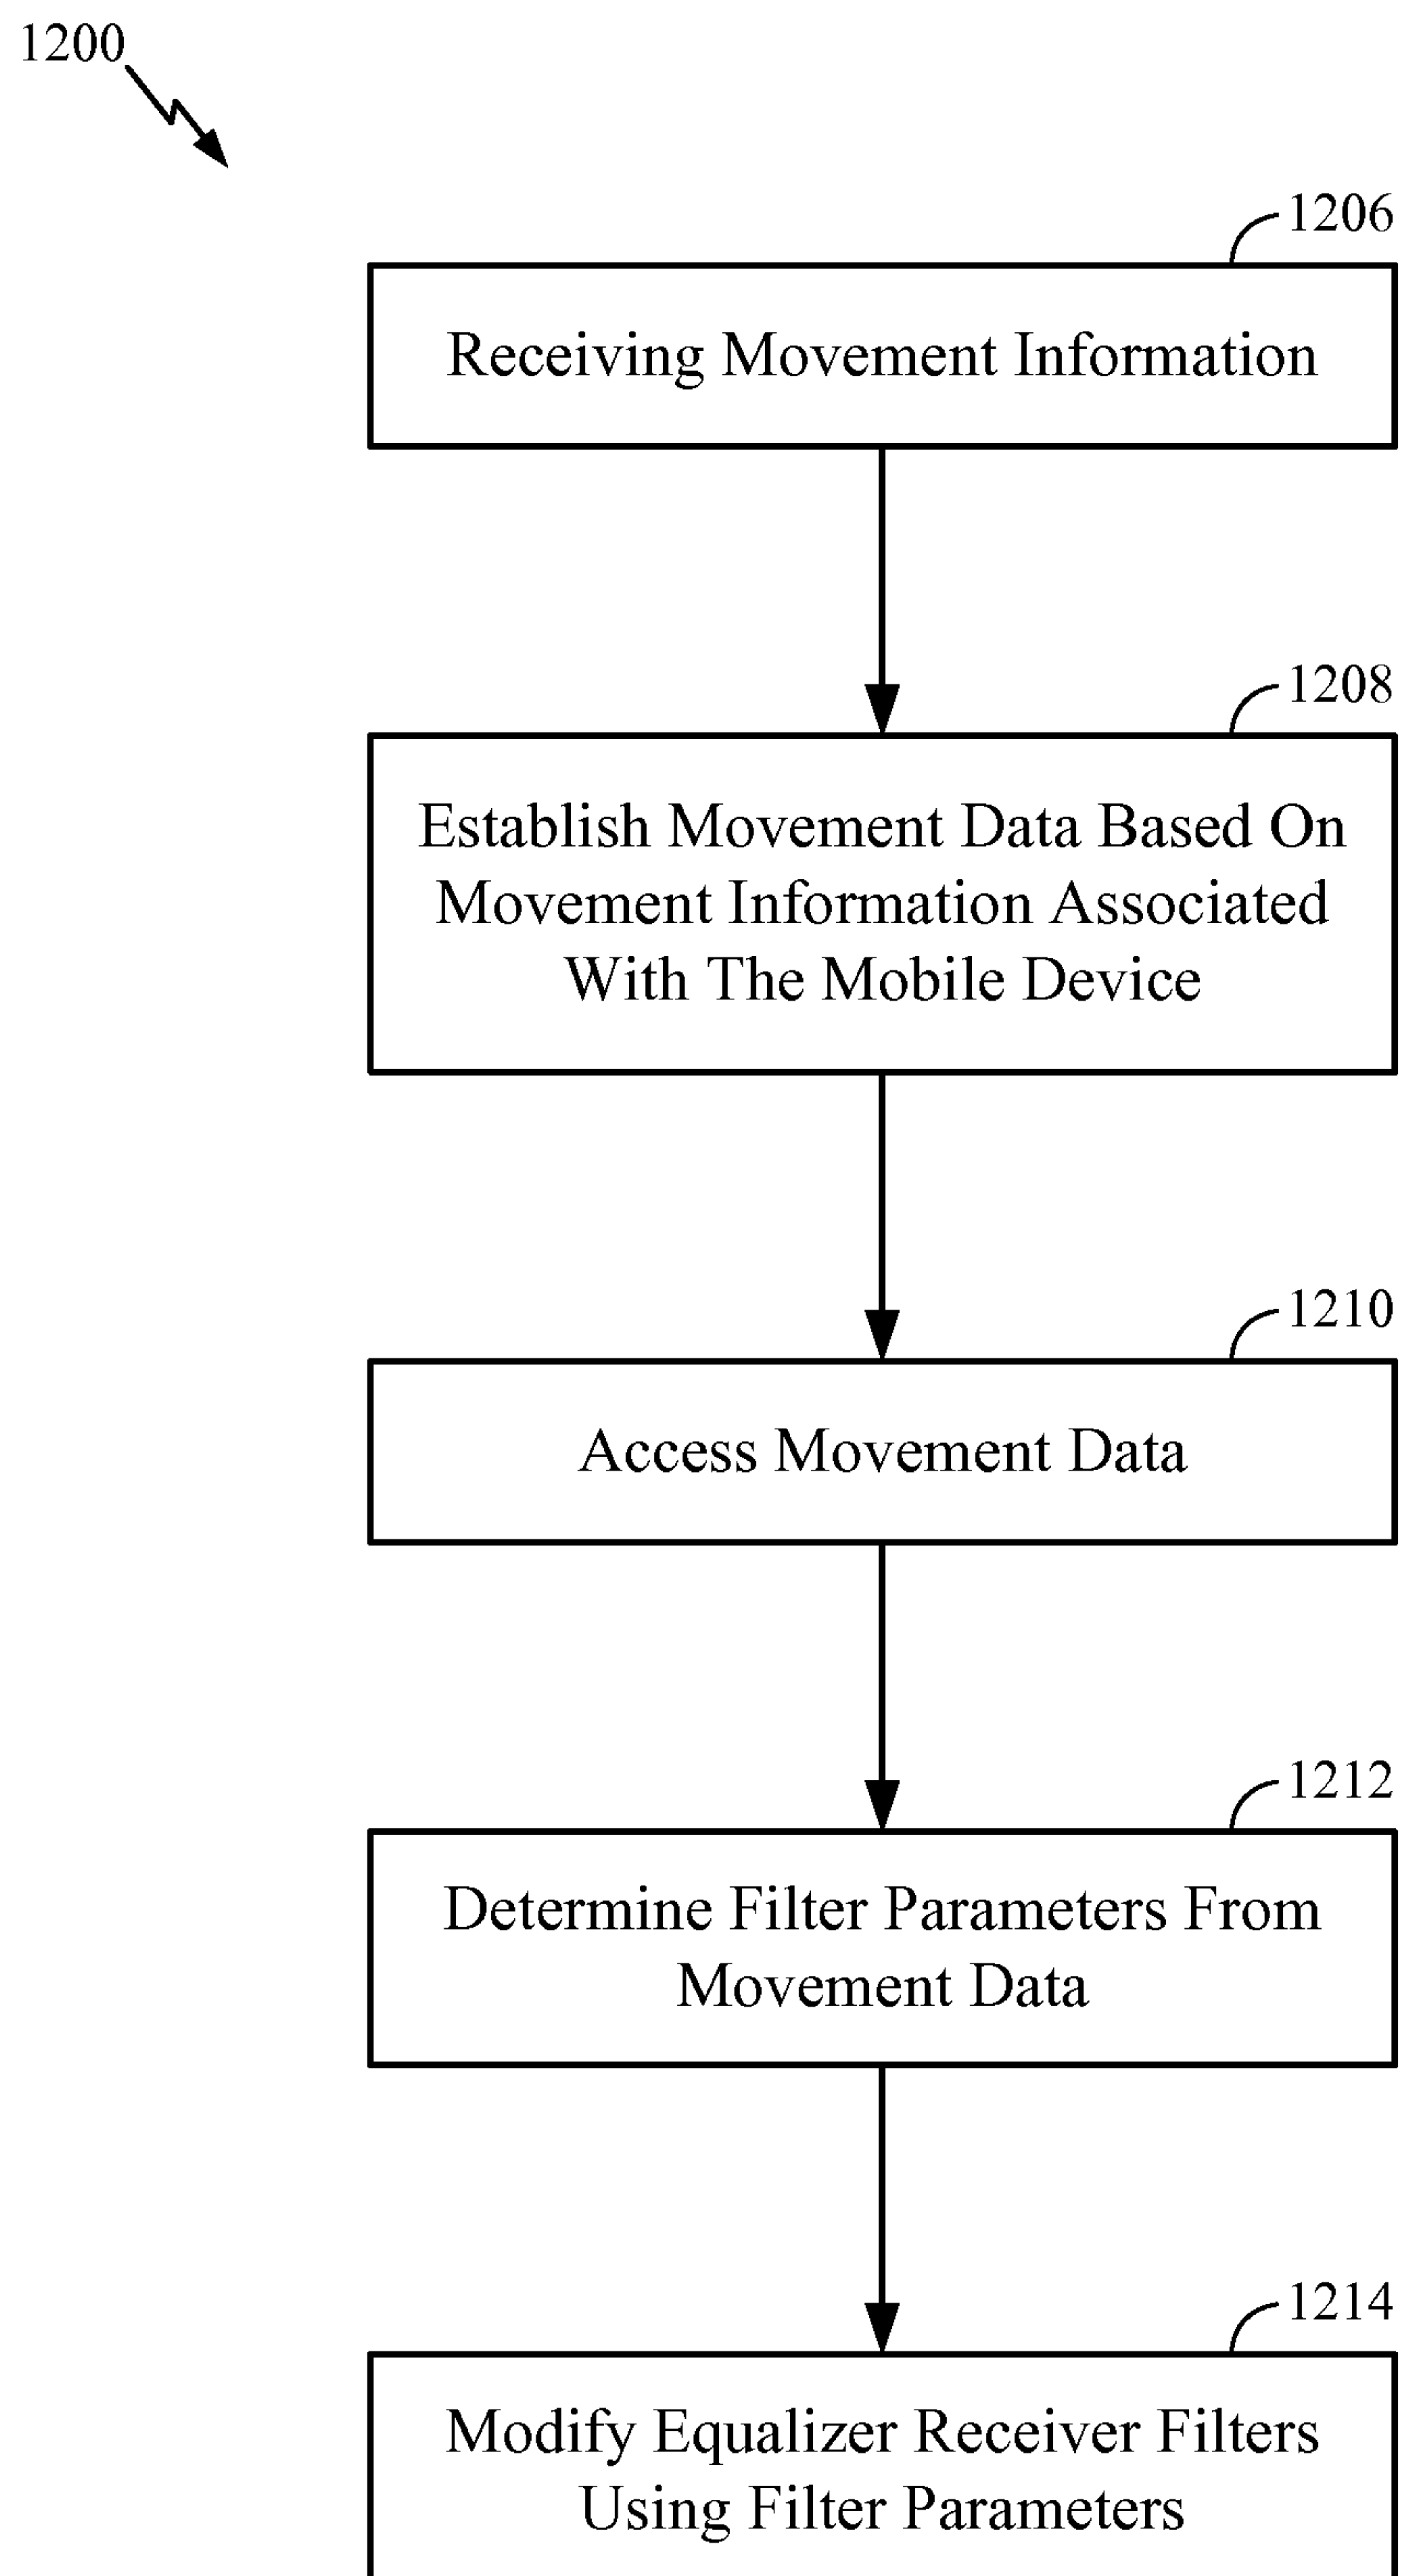 1200
1206
Receiving Movement Information
1208
Establish Movement Data Based On
Movement Information Associated
With The Mobile Device
1210
Access Movement Data
1212
Determine Filter Parameters From
Movement Data
1214
Modify Equalizer Receiver Filters
Using Filter Parameters